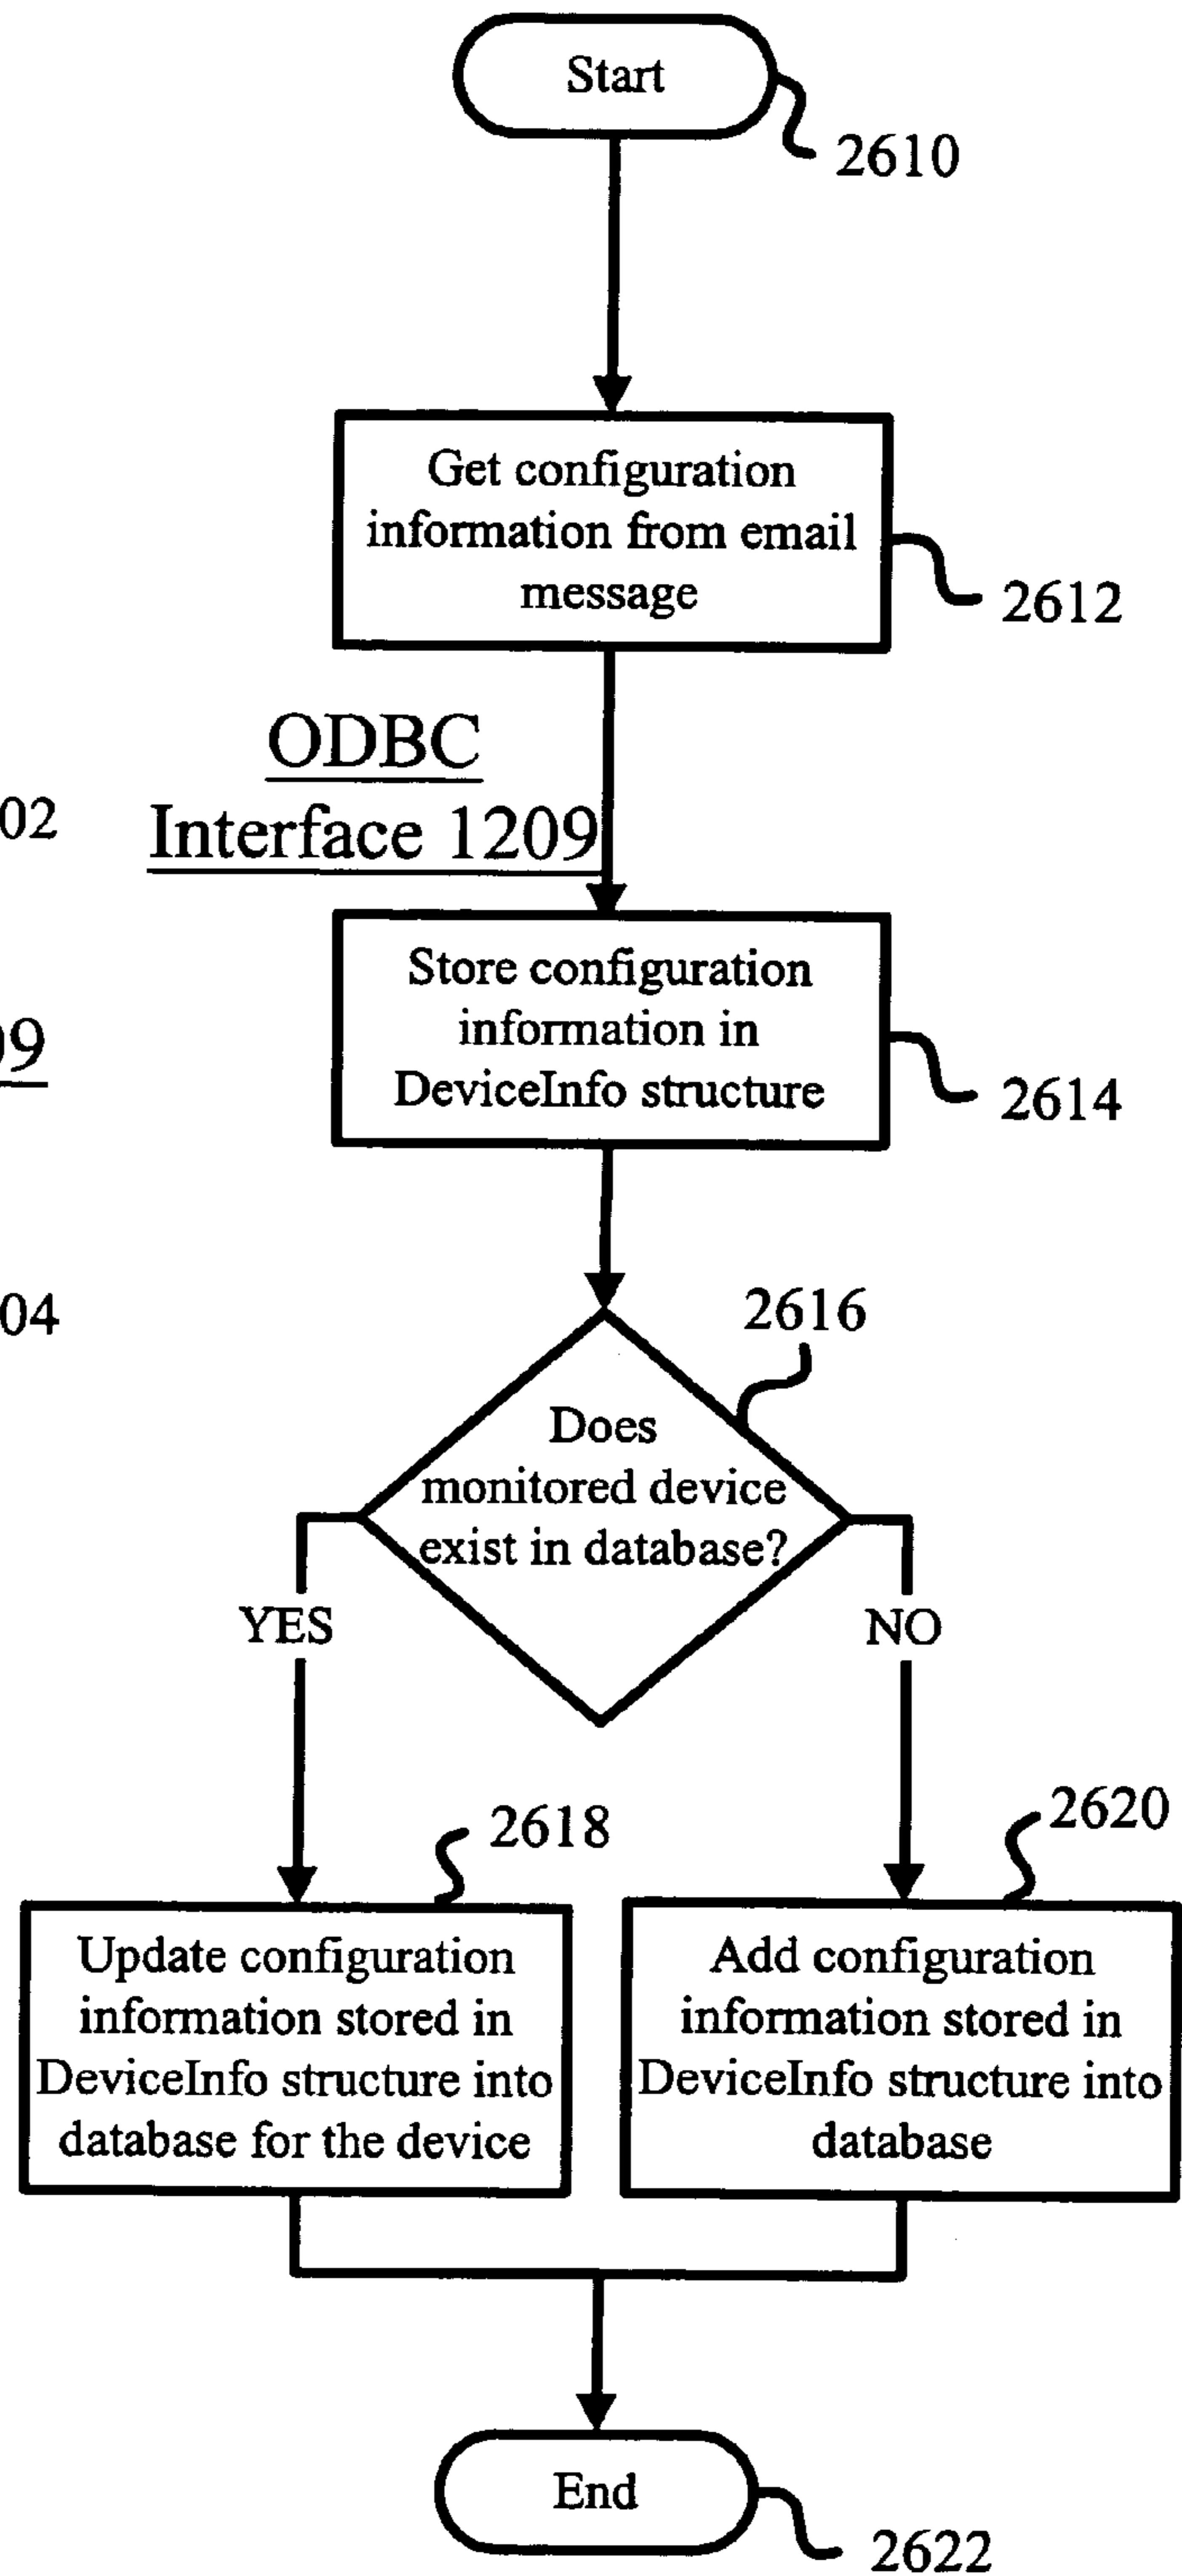 Start
2610
Get configuration
information from email
message
2612
ODBC
Interface 1209
02
Store configuration
information in
DeviceInfo structure
09
2614
04
2616
Does
monitored device
exist in database?
YES
NO
2618
2620
Update configuration
information stored in
DeviceInfo structure into
database for the device
Add configuration
information stored in
DeviceInfo structure into
database
End
2622